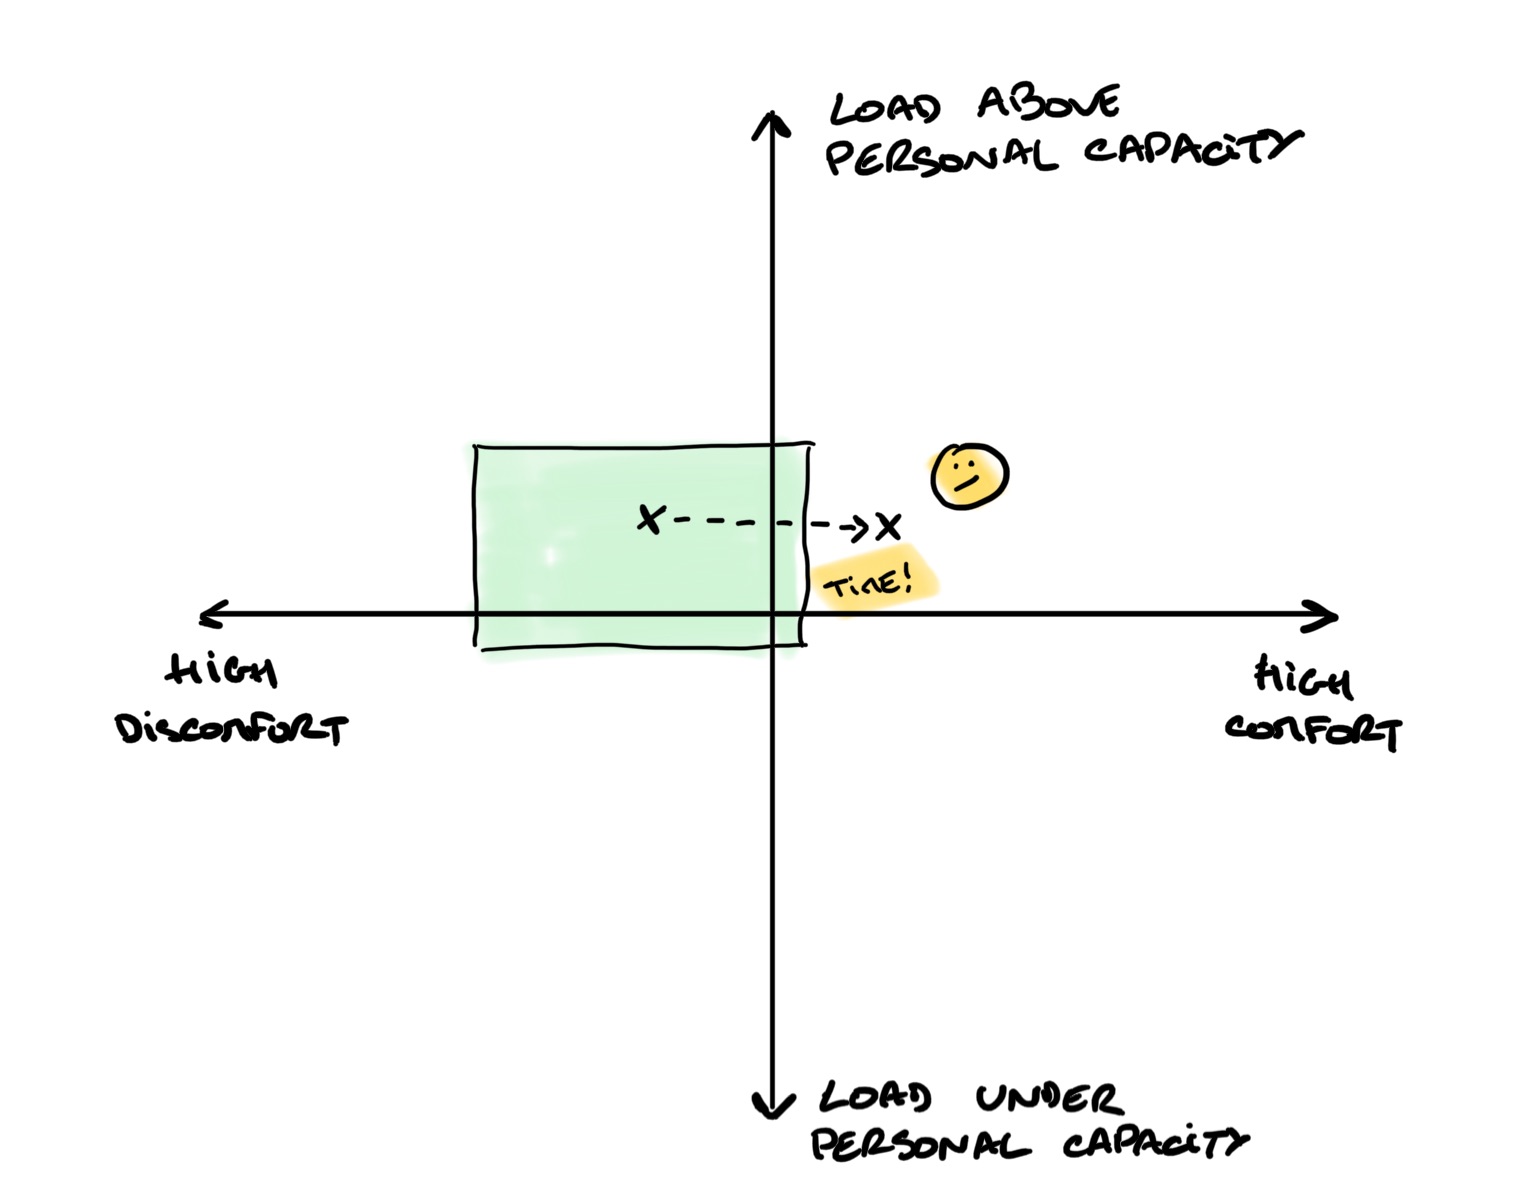 LOAD ABOVE
PERSONAL CAPACITY
X
X
TIME!
HIGH
DISCOMFORT
HIGH
COMFORT
LOAD UNDER
PERSONAL CAPACITY